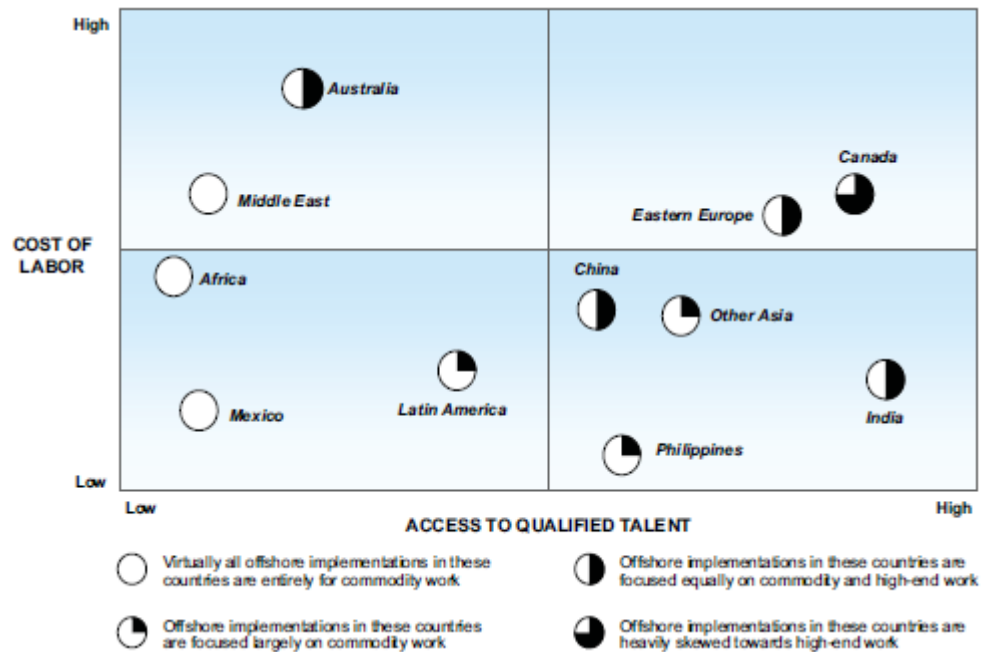 High
Australia
Canada
Middle East
Eastern Europe
COST OF
LABOR
China
Africa
Other Asia
Latin America
Mexico
India
Philippines
Low
Low
High
ACCESS TO QUALIFIED TALENT
Virtually all offshore implementations in these
countries are entirely for commodity work
Offshore implementations in these countries are
focused equally on commodity and high-end work
Offshore implementations in these countries
are focused largely on commodity work
Offshore implementations in these countries are
heavily skewed towards high-end work